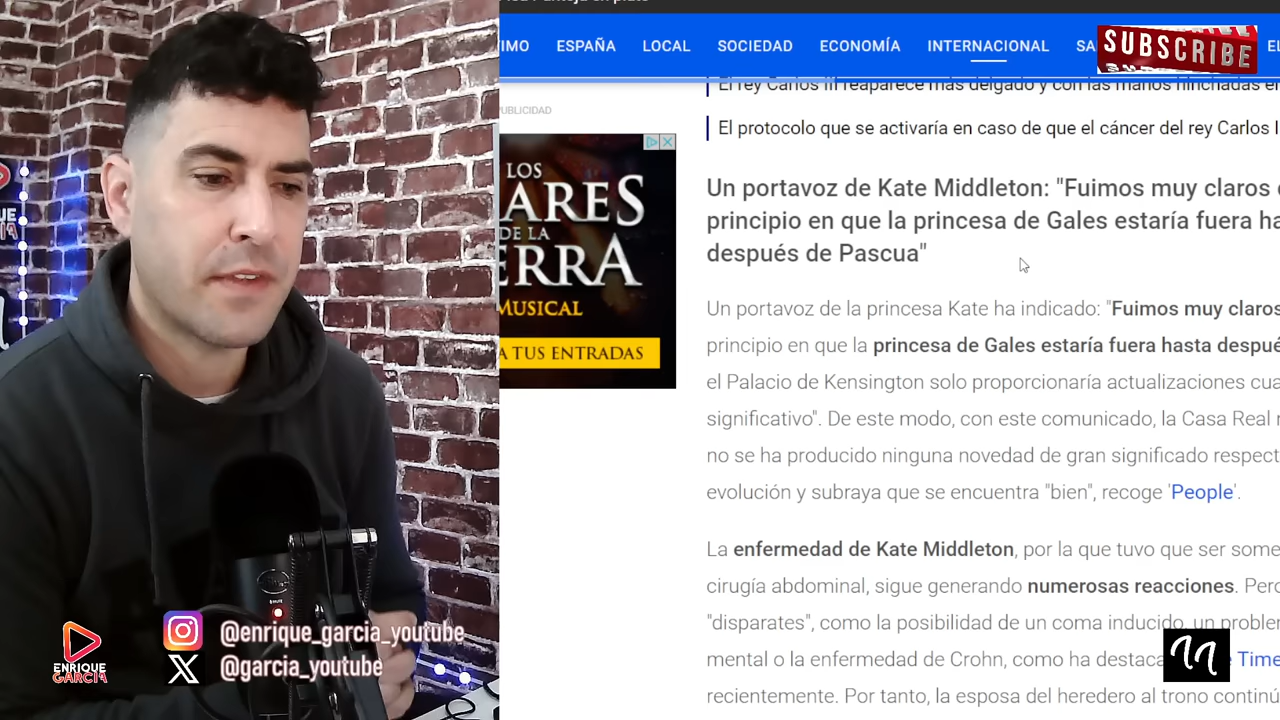 IMO ESPAÑA LOCAL SOCIEDAD ECONOMÍA INTERNACIONAL SA
SUBSCRIBE
El rey Carlos III reaparece más delgado y con las manos hinchadas en
PUBLICIDAD
El protocolo que se activaría en caso de que el cáncer del rey Carlos I
LOS
ARES
DE LA
ERRA
MUSICAL
A TUS ENTRADAS
Un portavoz de Kate Middleton: "Fuimos muy claros
principio en que la princesa de Gales estaría fuera ha
después de Pascua"
Un portavoz de la princesa Kate ha indicado: "Fuimos muy claros
principio en que la princesa de Gales estaría fuera hasta despué
el Palacio de Kensington solo proporcionaría actualizaciones cua
significativo". De este modo, con este comunicado, la Casa Real
no se ha producido ninguna novedad de gran significado respect
evolución y subraya que se encuentra "bien", recoge 'People'.
La enfermedad de Kate Middleton, por la que tuvo que ser some
cirugía abdominal, sigue generando numerosas reacciones. Pero
"disparates", como la posibilidad de un coma inducido, un problem
mental o la enfermedad de Crohn, como ha destaca Time
recientemente. Por tanto, la esposa del heredero al trono continú
ENRIQUE
GARCIA
@enrique_garcia_youtube
@garcia_youtube